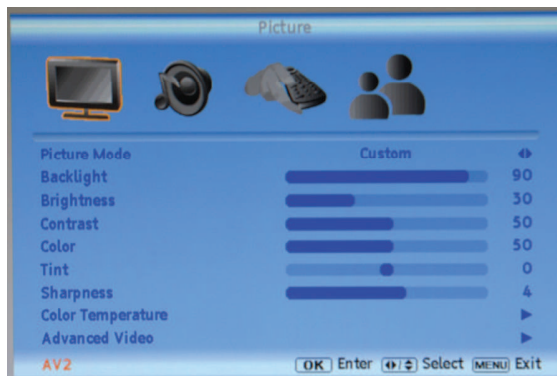 Picture
Picture Mode Custom
Backlight 90
Brightness 30
Contrast 50
Color 50
Tint 0
Sharpness 4
Color Temperature
Advanced Video
AV2 OK Enter Select MENU Exit